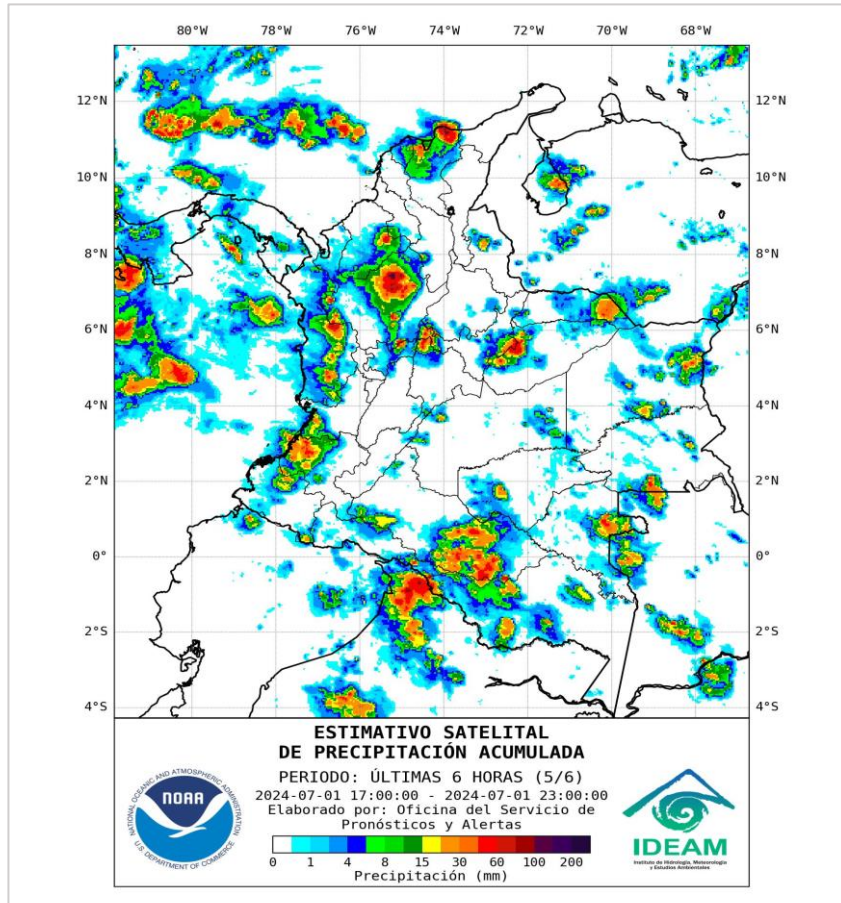 80°W 78°W 76°W 74°W 72°W 70°W 68°W
12°N 12°N
10°N 10°N
8°N 8°N
6°N 6°N
4°N 4°N
2°N 2°N
0° 0°
2°S 2°S
4°S 4°S
ESTIMATIVO SATELITAL
DE PRECIPITACIÓN ACUMULADA
PERIODO: ÚLTIMAS 6 HORAS (5/6)
2024-07-01 17:00:00 - 2024-07-01 23:00:00
Elaborado por: Oficina del Servicio de
Pronósticos y Alertas
0 1 4 8 15 30 60 100 200
Precipitación (mm)
NATIONAL OCEANIC AND ATMOSPHERIC ADMINISTRATION
NOAA
U.S. DEPARTMENT OF COMMERCE
IDEAM
Instituto de Hidrología, Meteorología
y Estudios Ambientales